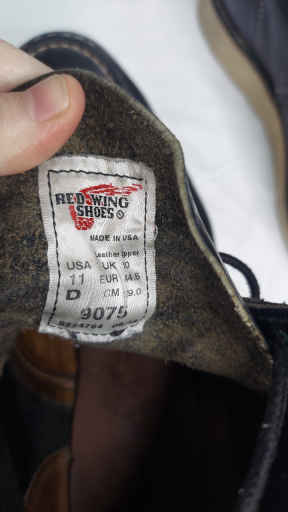 RED WING
SHOES
MADE IN USA
Leather Upper
USA UK 10
11 EUR 44.5
D CM 29.0
9075